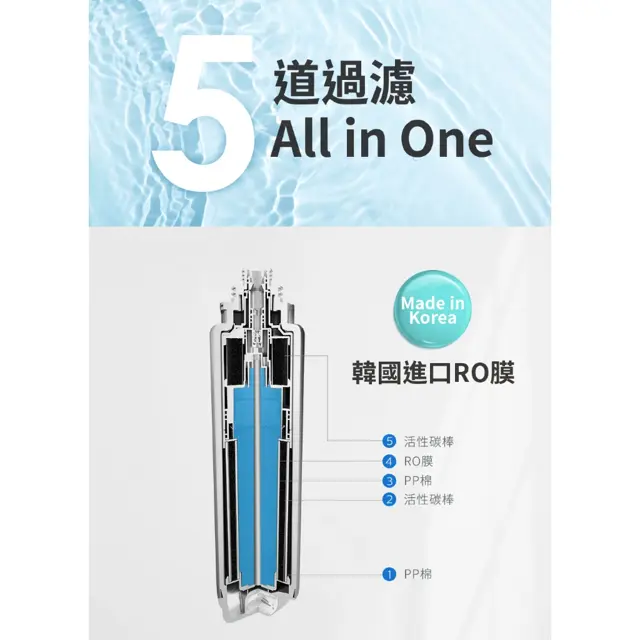 5
道過濾
All in One
Made in
Korea
韓國進口RO膜
5 活性碳棒
4 RO膜
3 PP棉
2 活性碳棒
1 PP棉